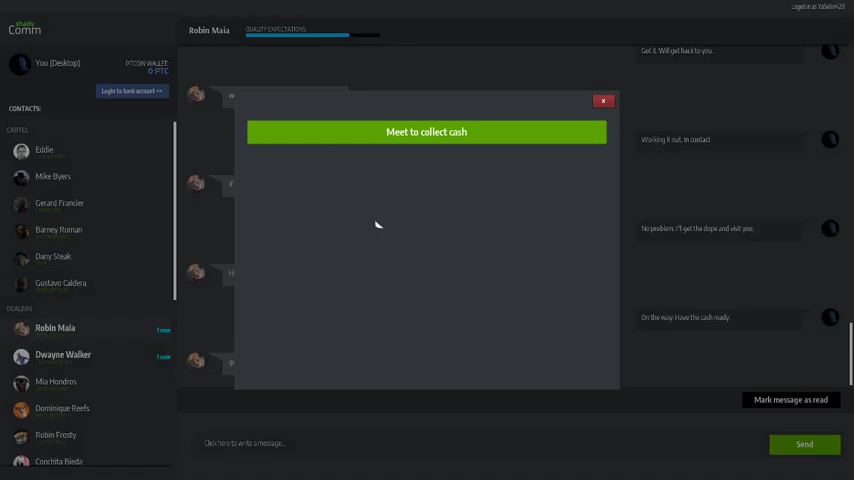 Logged in as YaSellin420
shady
Comm
Robin Maia
QUALITY EXPECTATIONS:
Got it. Will get back to you.
You (Desktop)
PITCOIN WALLET:
0 PTC
Login to bank account >>
w
x
CONTACTS:
Meet to collect cash
CARTEL
Working it out. In contact
Eddie
Mike Byers
If
Gerard Francier
Barney Roman
No problem. I'll get the dope and visit you.
Dany Steak
Gustavo Caldera
DEALERS
On the way. Have the cash ready.
Robin Maia
1 new
Dwayne Walker
1 new
Mia Hondros
Mark message as read
Dominique Reefs
Robin Frosty
Click here to write a message...
Send
Conchita Bleda